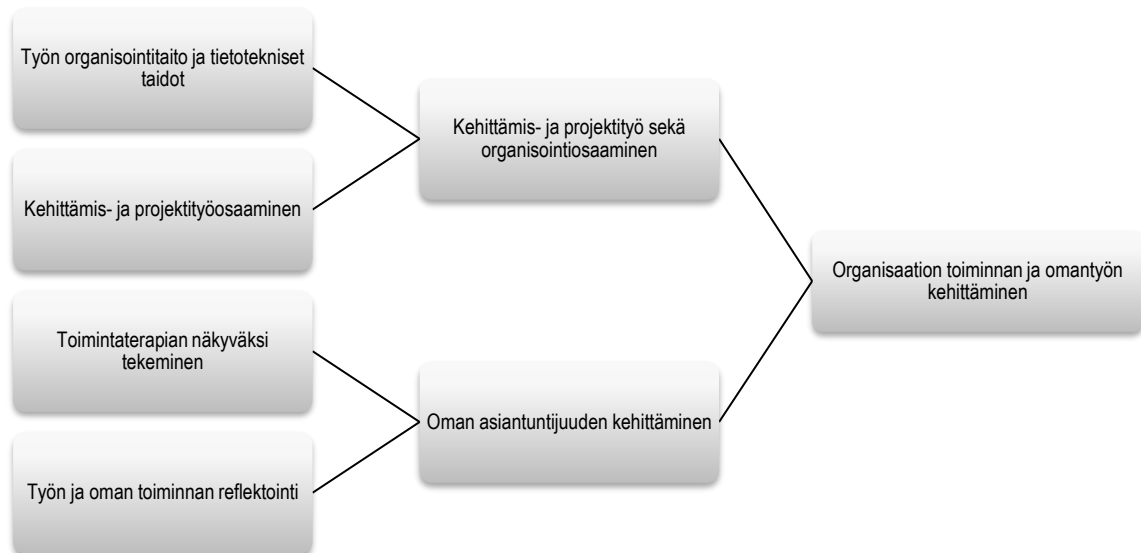 Työn organisointitaito ja tietotekniset
taidot
Kehittämis- ja projektityöosaaminen
Toimintaterapian näkyväksi
tekeminen
Työn ja oman toiminnan reflektointi
Kehittämis- ja projektityö sekä
organisointiosaaminen
Oman asiantuntijuuden kehittäminen
Organisaation toiminnan ja omantyön
kehittäminen